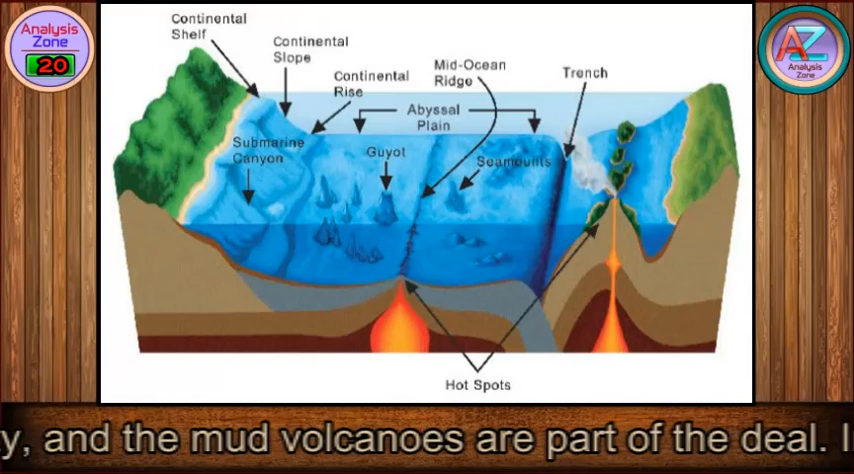 Analysis
Zone
20
Continental
Shelf
Continental
Slope
Continental
Rise
Mid-Ocean
Ridge
Trench
Abyssal
Plain
Submarine
Canyon
Guyot
Seamounts
Hot Spots
AZ
Analysis
Zone
y, and the mud volcanoes are part of the deal. I